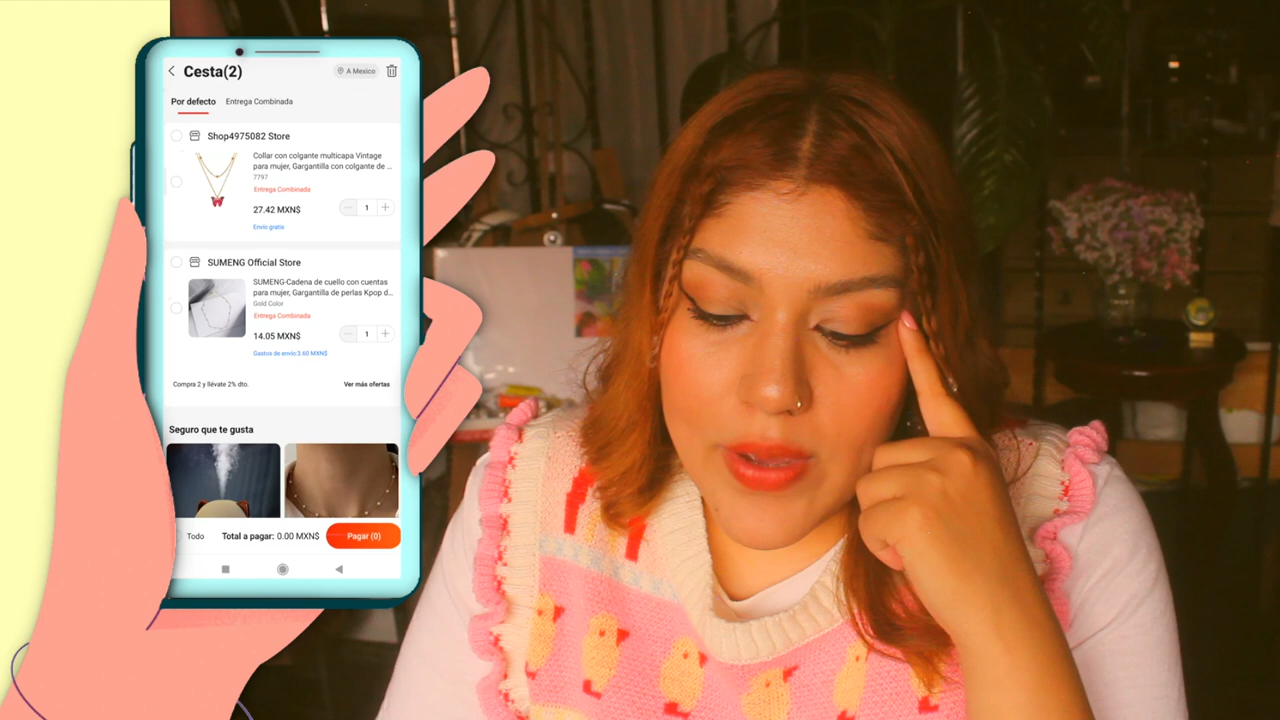 Cesta(2)
A Mexico
Por defecto
Entrega Combinada
Shop4975082 Store
Collar con colgante multicapa Vintage
para mujer, Gargantilla con colgante de ...
7797
Entrega Combinada
27.42 MXN$
1
Envío gratis
SUMENG Official Store
SUMENG-Cadena de cuello con cuentas
para mujer, Gargantilla de perlas Kpop d...
Gold Color
Entrega Combinada
14.05 MXN$
1
Gastos de envío:3.60 MXN$
Compra 2 y llévate 2% dto.
Ver más ofertas
Seguro que te gusta
Todo
Total a pagar: 0.00 MXN$
Pagar (0)